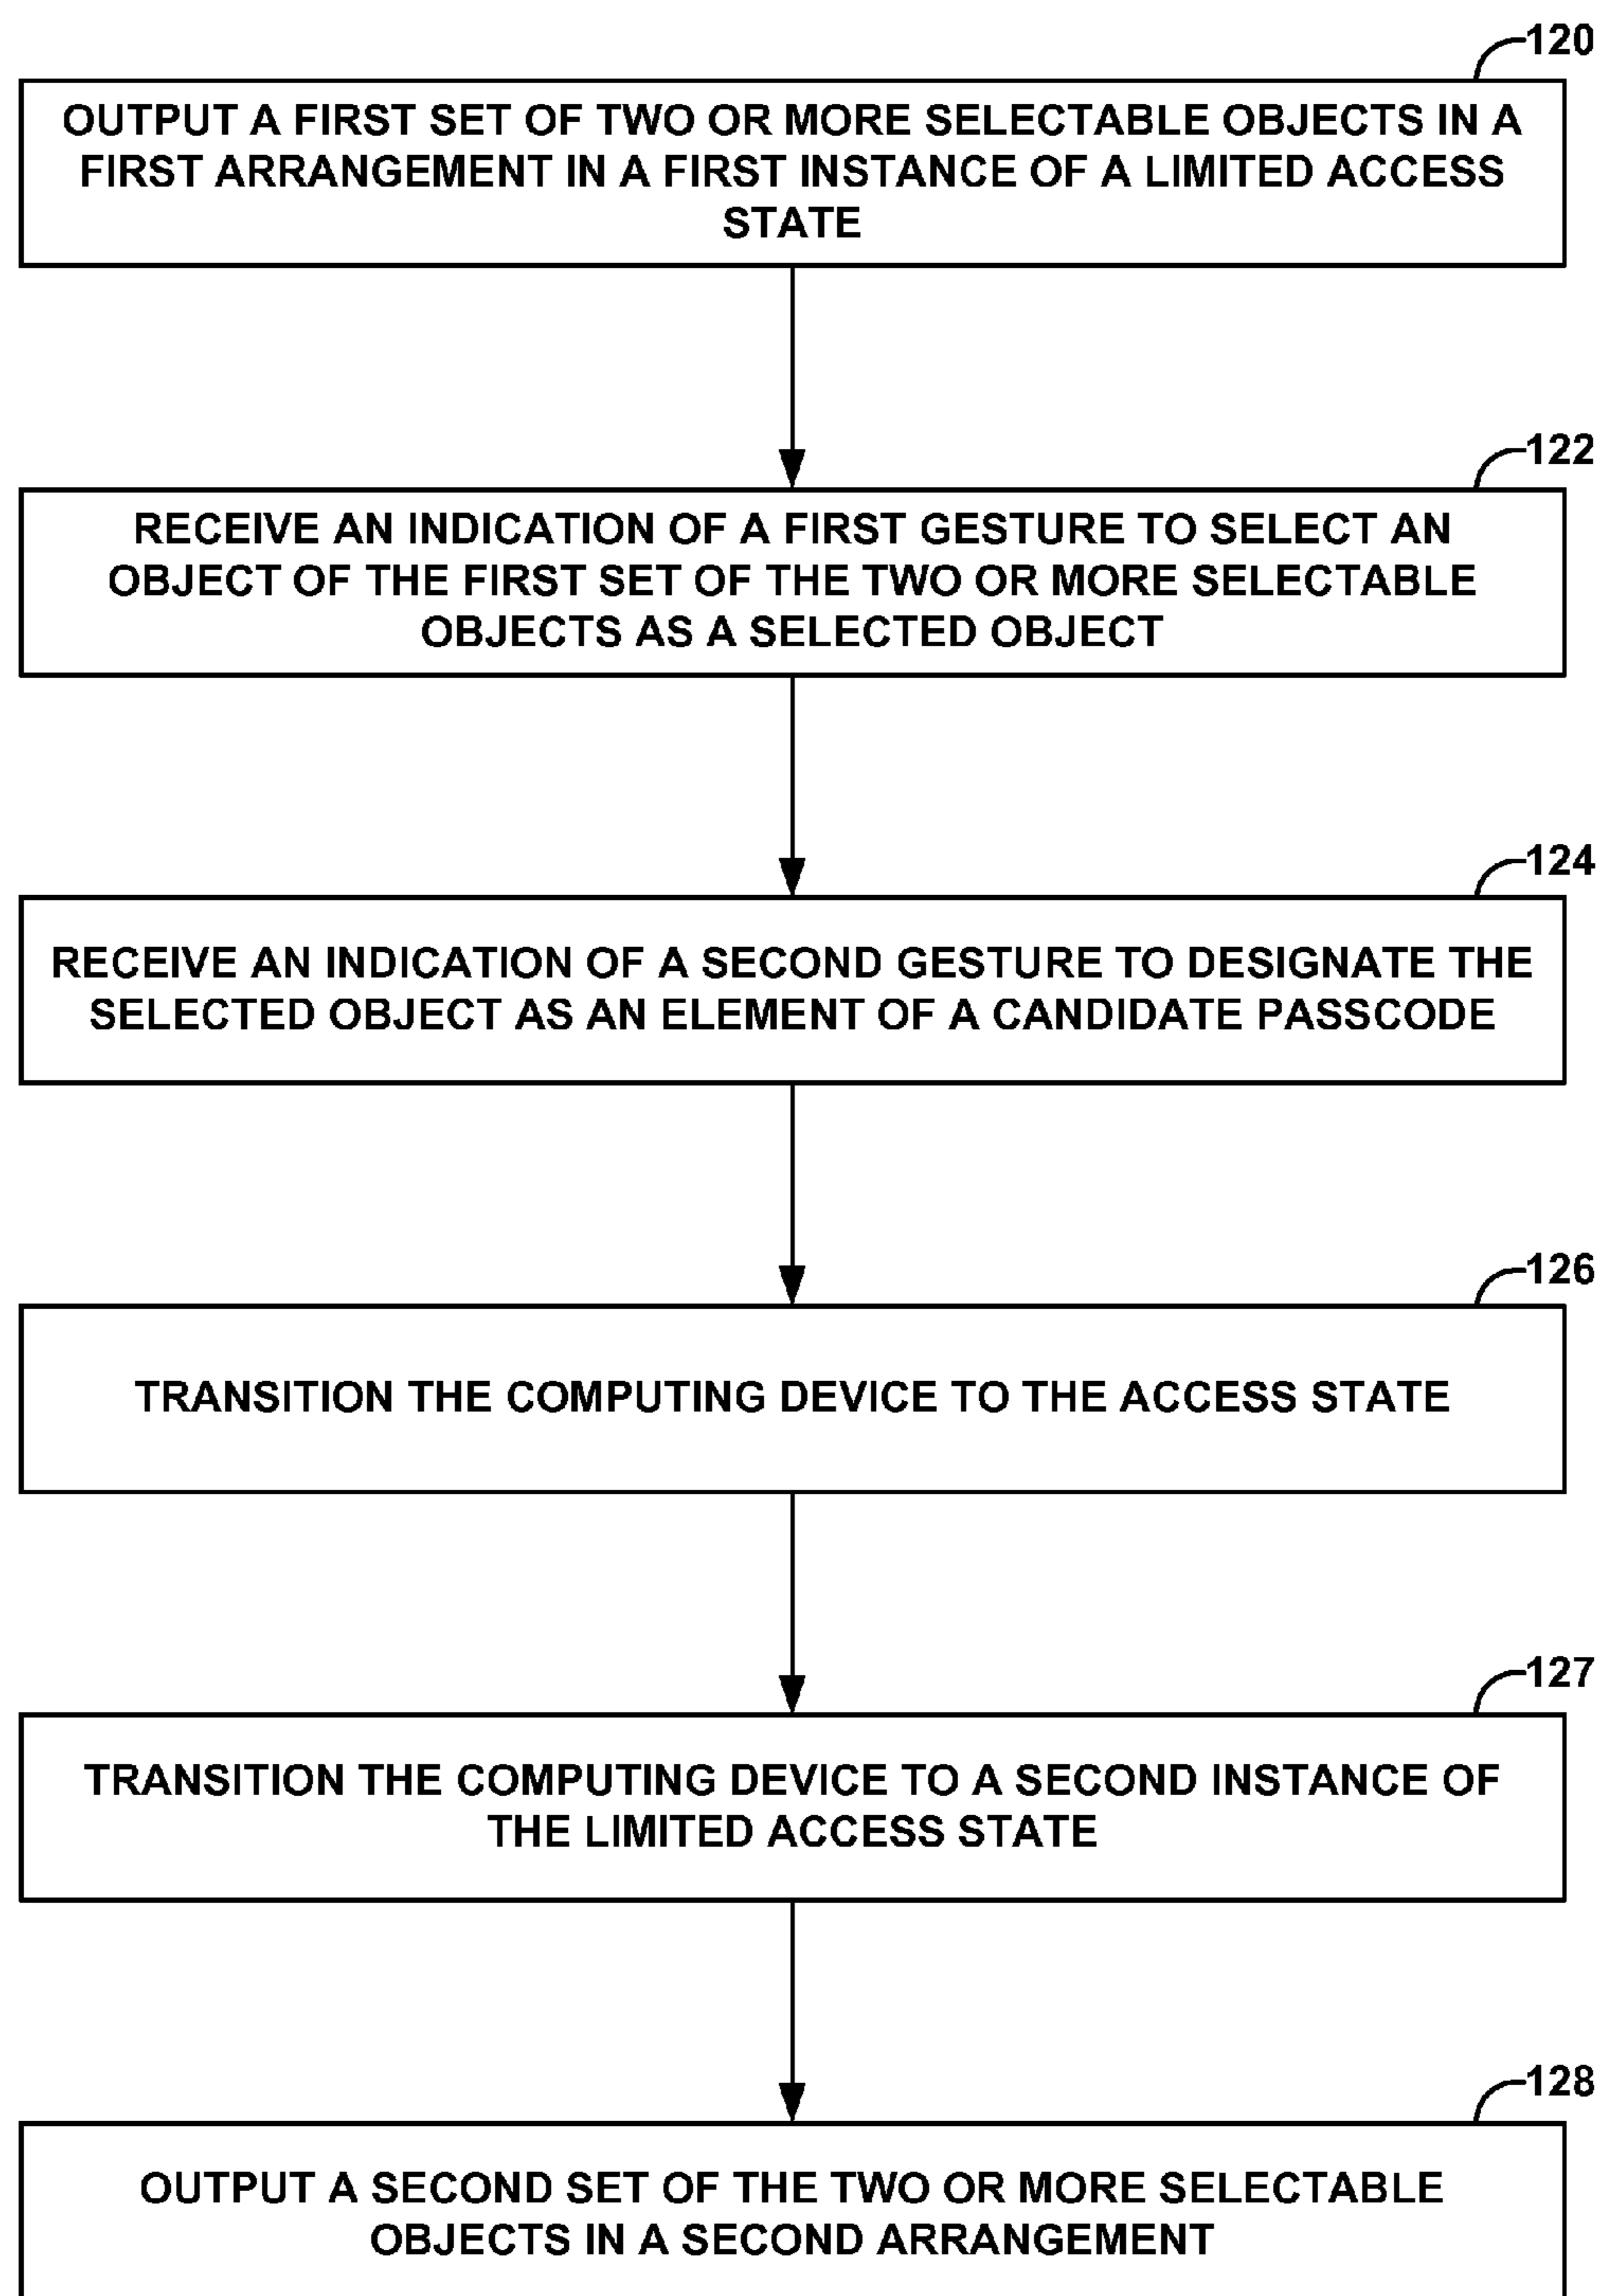 120
OUTPUT A FIRST SET OF TWO OR MORE SELECTABLE OBJECTS IN A
FIRST ARRANGEMENT IN A FIRST INSTANCE OF A LIMITED ACCESS
STATE
122
RECEIVE AN INDICATION OF A FIRST GESTURE TO SELECT AN
OBJECT OF THE FIRST SET OF THE TWO OR MORE SELECTABLE
OBJECTS AS A SELECTED OBJECT
124
RECEIVE AN INDICATION OF A SECOND GESTURE TO DESIGNATE THE
SELECTED OBJECT AS AN ELEMENT OF A CANDIDATE PASSCODE
126
TRANSITION THE COMPUTING DEVICE TO THE ACCESS STATE
127
TRANSITION THE COMPUTING DEVICE TO A SECOND INSTANCE OF
THE LIMITED ACCESS STATE
128
OUTPUT A SECOND SET OF THE TWO OR MORE SELECTABLE
OBJECTS IN A SECOND ARRANGEMENT